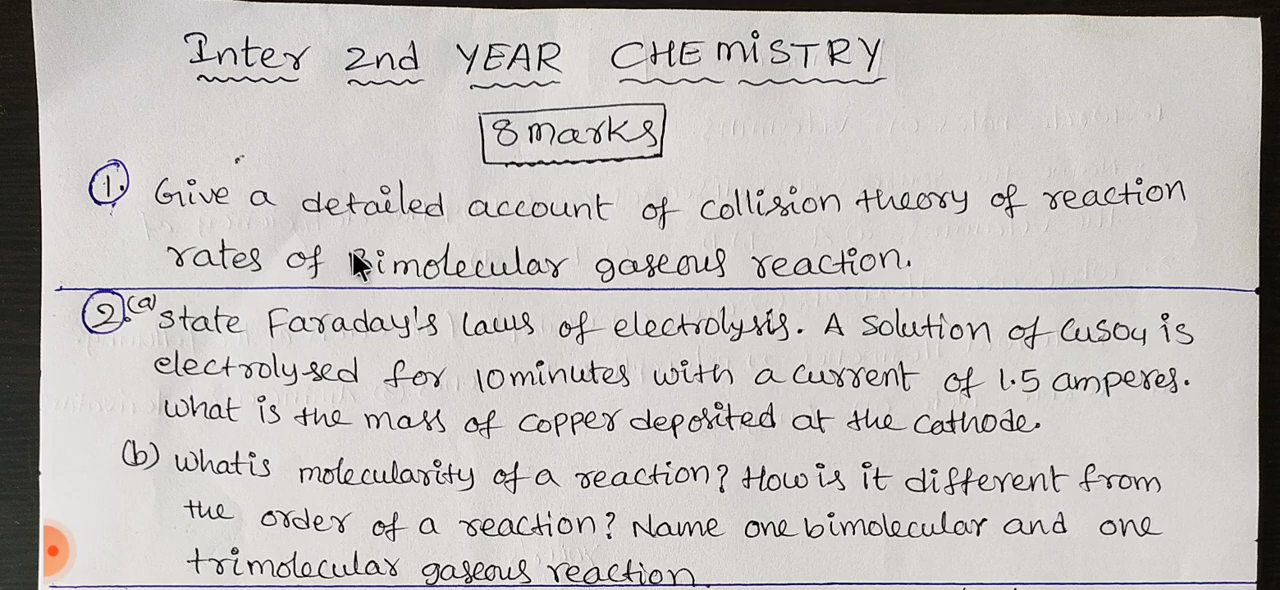 Inter 2nd YEAR CHEMISTRY
8 marks
1. Give a detailed account of collision theory of reaction
rates of Bimolecular gaseous reaction.
2.(a) State Faraday's laws of electrolysis. A solution of CuSO4 is
electrolysed for 10minutes with a current of 1.5 amperes.
what is the mass of copper deposited at the cathode.
(b) what is molecularity of a reaction? How is it different from
the order of a reaction? Name one bimolecular and one
trimolecular gaseous reaction.